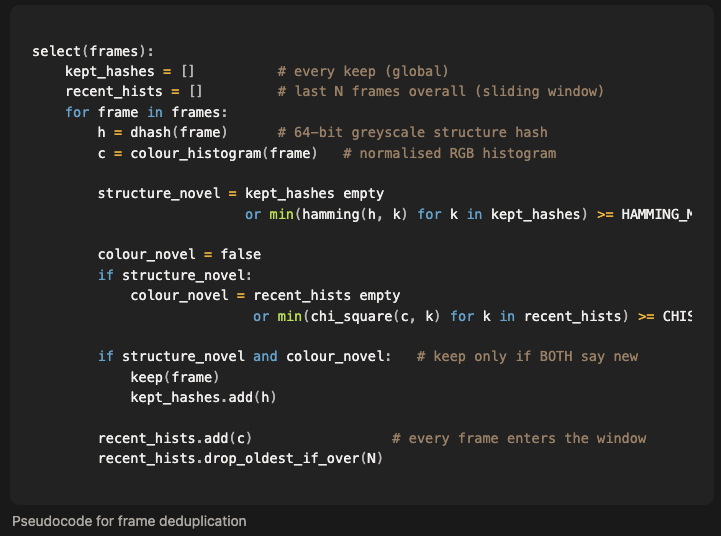 select(frames):
    kept_hashes = []          # every keep (global)
    recent_hists = []         # last N frames overall (sliding window)
    for frame in frames:
        h = dhash(frame)      # 64-bit greyscale structure hash
        c = colour_histogram(frame)   # normalised RGB histogram

        structure_novel = kept_hashes empty
                          or min(hamming(h, k) for k in kept_hashes) >=

        colour_novel = false
        if structure_novel:
            colour_novel = recent_hists empty
                           or min(chi_square(c, k) for k in recent_hists) >=

        if structure_novel and colour_novel:   # keep only if BOTH say new
            keep(frame)
            kept_hashes.add(h)

        recent_hists.add(c)                 # every frame enters the window
        recent_hists.drop_oldest_if_over(N)
Pseudocode for frame deduplication